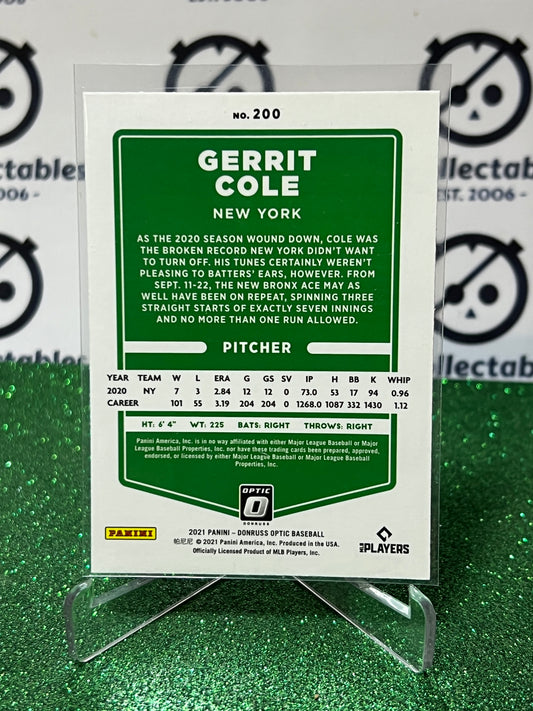 NO. 200
GERRIT
COLE
NEW YORK
AS THE 2020 SEASON WOUND DOWN, COLE WAS
THE BROKEN RECORD NEW YORK DIDN'T WANT
TO TURN OFF. HIS TUNES CERTAINLY WEREN'T
PLEASING TO BATTERS' EARS, HOWEVER. FROM
SEPT. 11-22, THE NEW BRONX ACE MAY AS
WELL HAVE BEEN ON REPEAT, SPINNING THREE
STRAIGHT STARTS OF EXACTLY SEVEN INNINGS
AND NO MORE THAN ONE RUN ALLOWED.
PITCHER
YEAR TEAM W L ERA G GS SV IP H BB K WHIP
2020 NY 7 3 2.84 12 12 0 73.0 53 17 94 0.96
CAREER 101 55 3.19 204 204 0 1268.0 1087 332 1430 1.12
HT: 6' 4" WT: 225 BATS: RIGHT THROWS: RIGHT
Panini America, Inc. is in no way affiliated with either Major League Baseball or Major
League Baseball Properties, Inc. nor have these trading cards been prepared, approved,
endorsed, or licensed by either Major League Baseball or Major League Baseball
Properties, Inc.
OPTIC
DONRUSS
PANINI
2021 PANINI – DONRUSS OPTIC BASEBALL
帕尼尼 © 2021 Panini America, Inc. Produced in the USA.
Officially Licensed Product of MLB Players, Inc.
MLB PLAYERS
ctables
2006 -
llectab
EST. 2006 -